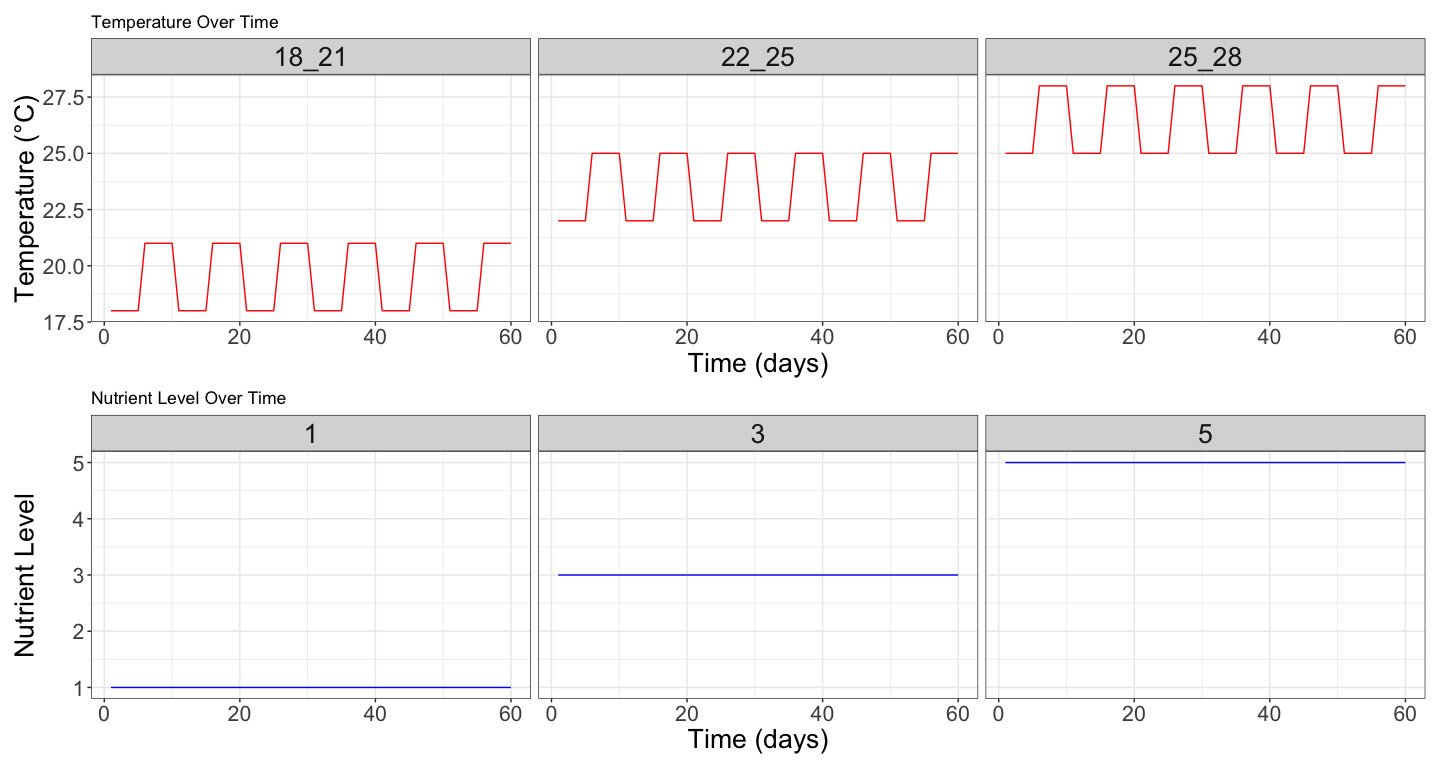 Temperature Over Time
18_21 22_25 25_28
Temperature (°C)
27.5
25.0
22.5
20.0
17.5
0 20 40 60 0 20 40 60 0 20 40 60
Time (days)
Nutrient Level Over Time
1 3 5
Nutrient Level
5
4
3
2
1
0 20 40 60 0 20 40 60 0 20 40 60
Time (days)